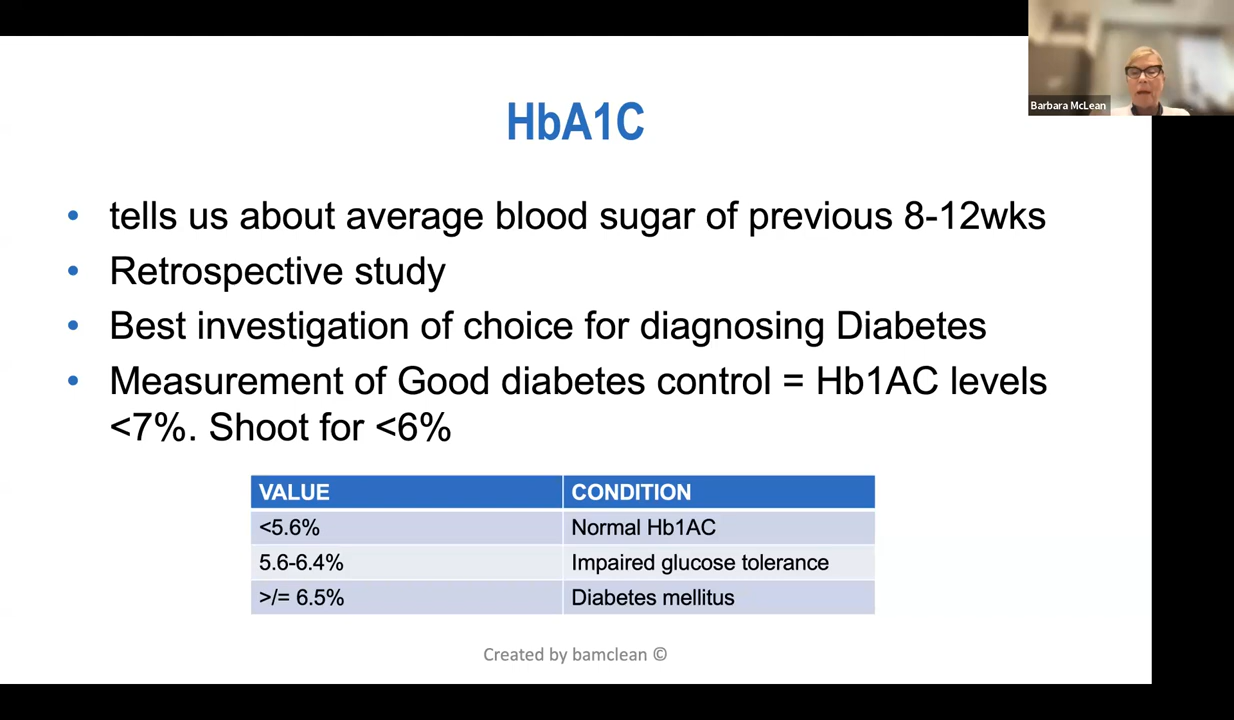 Barbara McLean
HbA1C
• tells us about average blood sugar of previous 8-12wks
• Retrospective study
• Best investigation of choice for diagnosing Diabetes
• Measurement of Good diabetes control = Hb1AC levels
<7%. Shoot for <6%
VALUE CONDITION
<5.6% Normal Hb1AC
5.6-6.4% Impaired glucose tolerance
>/= 6.5% Diabetes mellitus
Created by bamclean ©